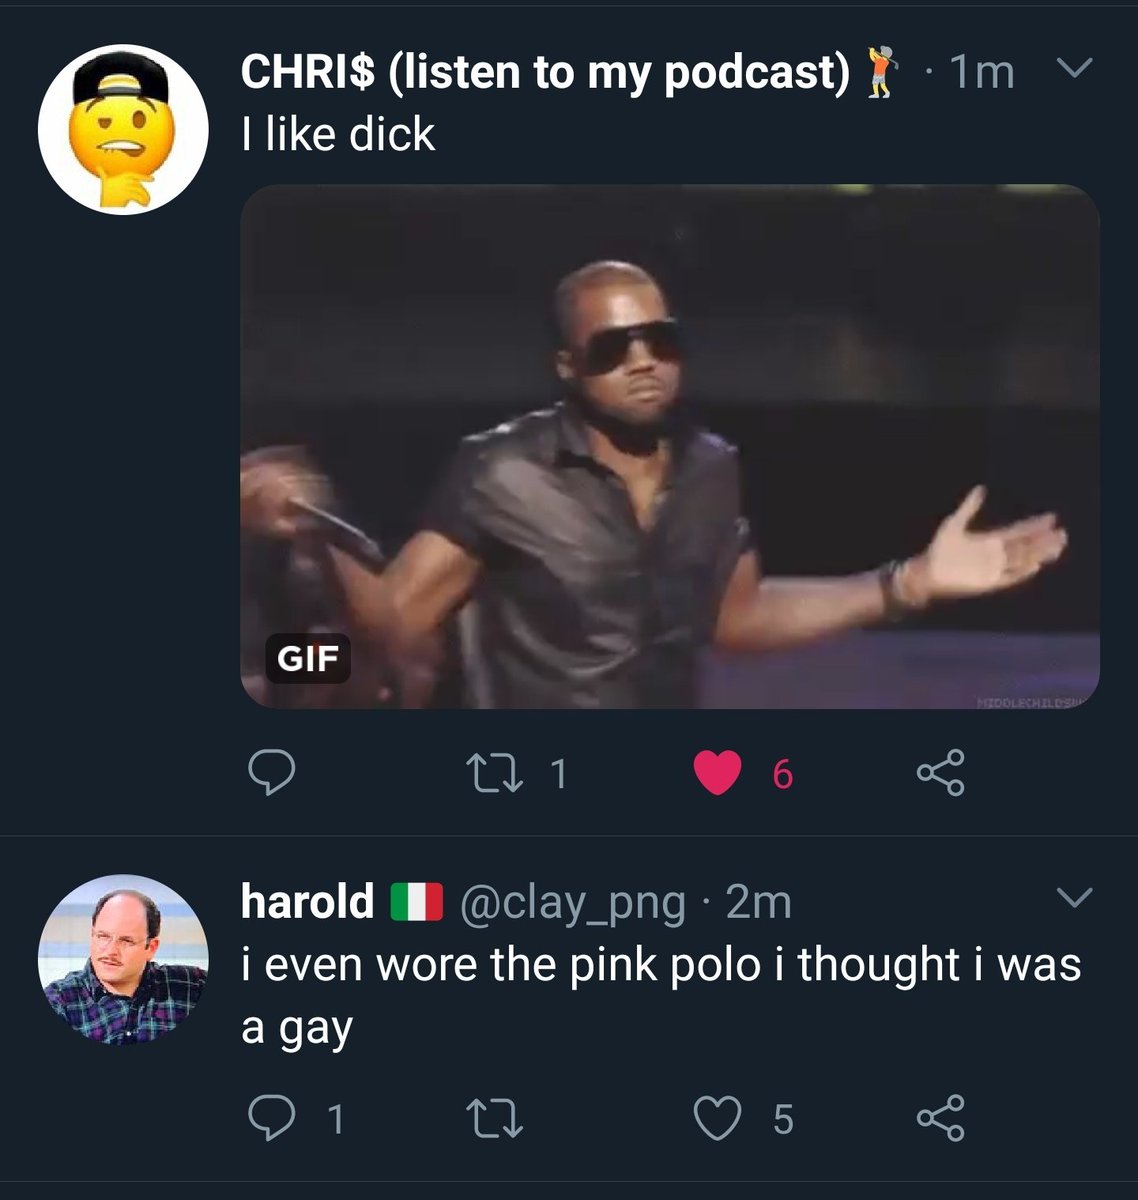 CHRI$ (listen to my podcast) 🏌 · 1m
I like dick
GIF
1 6
harold 🇮🇹 @clay_png · 2m
i even wore the pink polo i thought i was
a gay
1 5